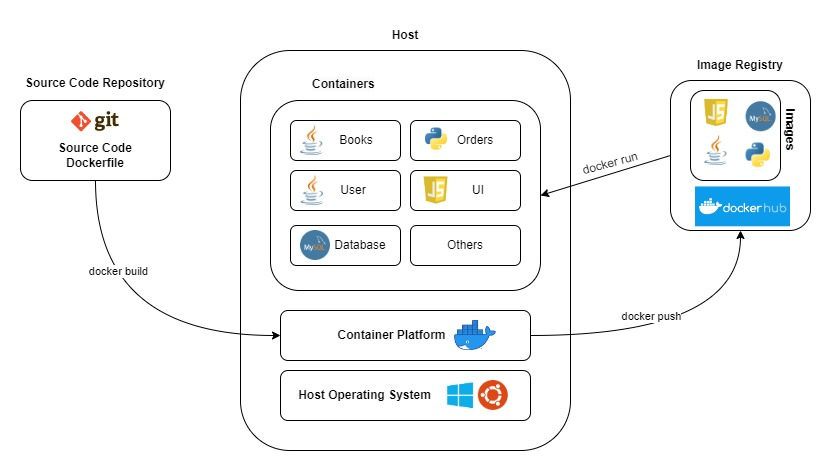 Host
Source Code Repository
git
Source Code
Dockerfile
docker build
Containers
Books
Orders
User
JS
UI
MySQL
Database
Others
Container Platform
Host Operating System
docker run
docker push
Image Registry
JS
MySQL
Images
docker hub